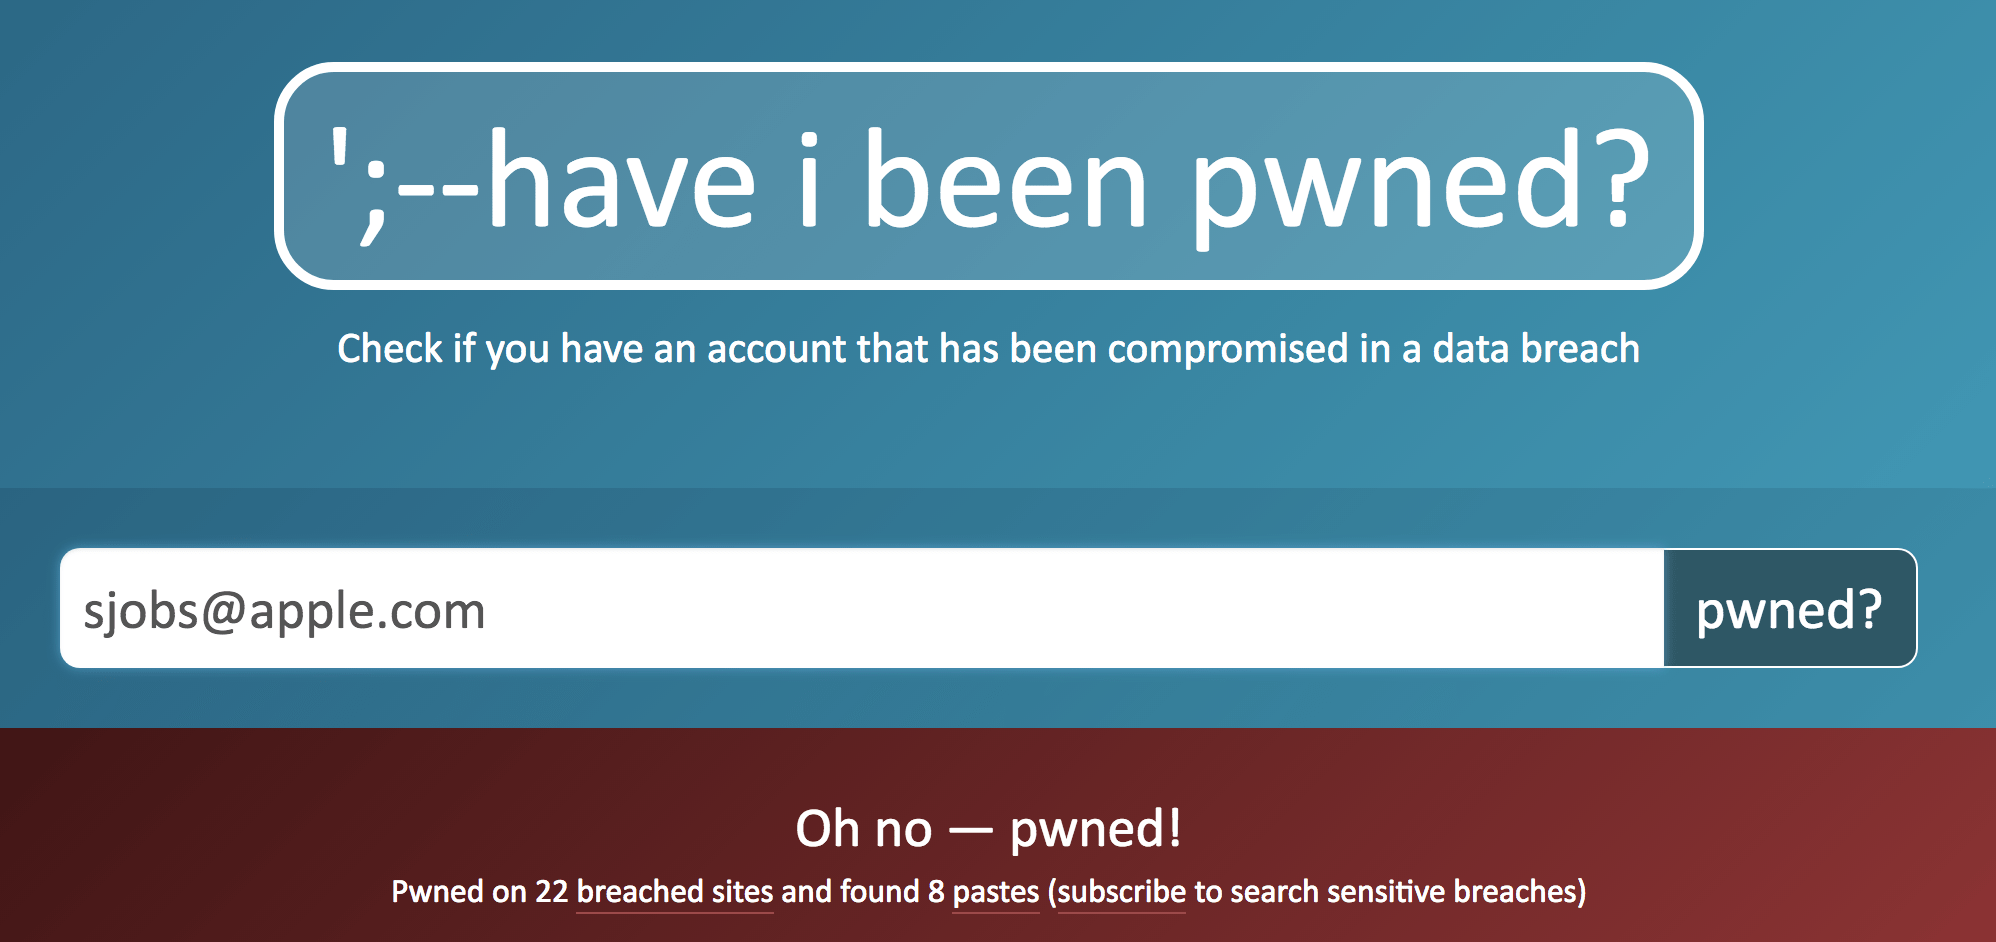 ';--have i been pwned?
Check if you have an account that has been compromised in a data breach
sjobs@apple.com
pwned?
Oh no — pwned!
Pwned on 22 breached sites and found 8 pastes (subscribe to search sensitive breaches)